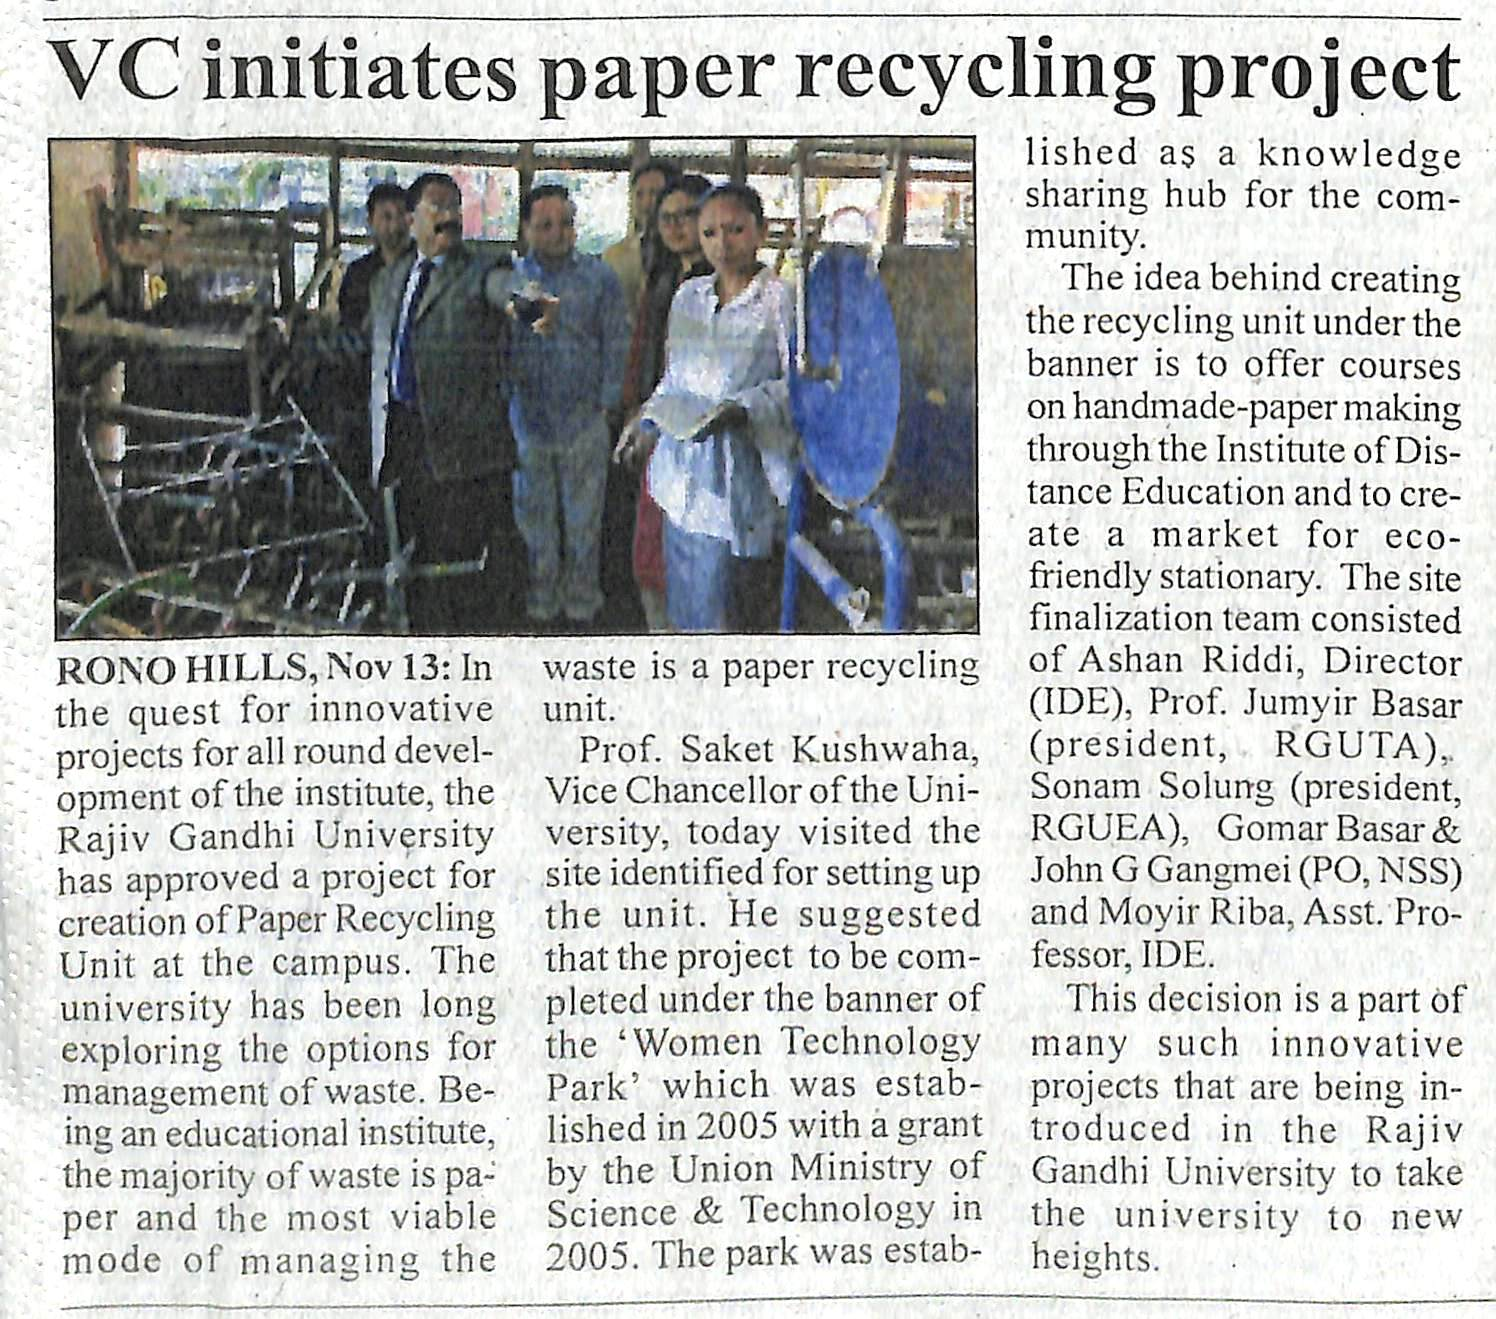 VC initiates paper recycling project
RONO HILLS, Nov 13: In
the quest for innovative
projects for all round devel-
opment of the institute, the
Rajiv Gandhi University
has approved a project for
creation of Paper Recycling
Unit at the campus. The
university has been long
exploring the options for
management of waste. Be-
ing an educational institute,
the majority of waste is pa-
per and the most viable
mode of managing the
waste is a paper recycling
unit.
Prof. Saket Kushwaha,
Vice Chancellor of the Uni-
versity, today visited the
site identified for setting up
the unit. He suggested
that the project to be com-
pleted under the banner of
the ‘Women Technology
Park’ which was estab-
lished in 2005 with a grant
by the Union Ministry of
Science & Technology in
2005. The park was estab-
lished as a knowledge
sharing hub for the com-
munity.
The idea behind creating
the recycling unit under the
banner is to offer courses
on handmade-paper making
through the Institute of Dis-
tance Education and to cre-
ate a market for eco-
friendly stationary. The site
finalization team consisted
of Ashan Riddi, Director
(IDE), Prof. Jumyir Basar
(president, RGUTA),
Sonam Solung (president,
RGUEA), Gomar Basar &
John G Gangmei (PO, NSS)
and Moyir Riba, Asst. Pro-
fessor, IDE.
This decision is a part of
many such innovative
projects that are being in-
troduced in the Rajiv
Gandhi University to take
the university to new
heights.